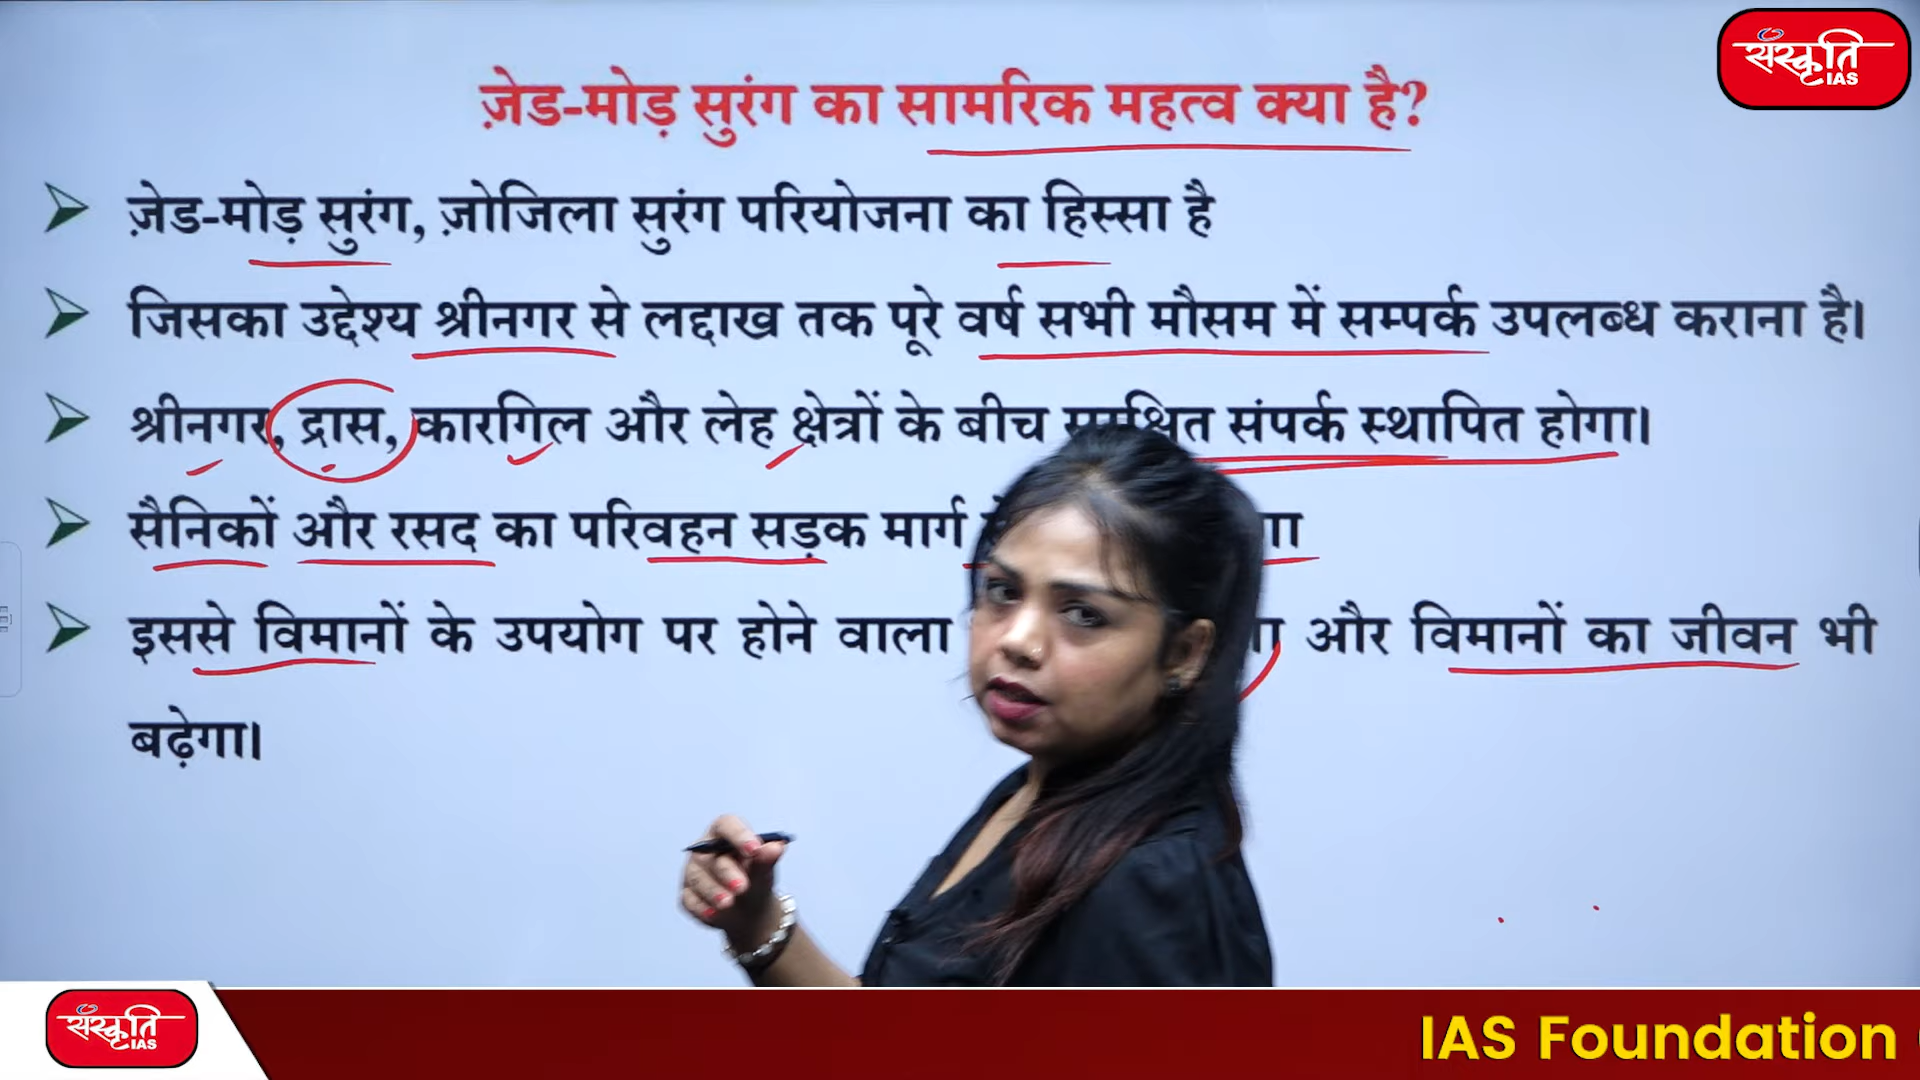 संस्कृति
IAS
ज़ेड-मोड़ सुरंग का सामरिक महत्व क्या है?
ज़ेड-मोड़ सुरंग, ज़ोजिला सुरंग परियोजना का हिस्सा है
जिसका उद्देश्य श्रीनगर से लद्दाख तक पूरे वर्ष सभी मौसम में सम्पर्क उपलब्ध कराना है।
श्रीनगर, द्रास, कारगिल और लेह क्षेत्रों के बीच संपर्क स्थापित होगा।
सैनिकों और रसद का परिवहन सड़क मार्ग
इससे विमानों के उपयोग पर होने वाला और विमानों का जीवन भी
बढ़ेगा।
संस्कृति
IAS
IAS Foundation